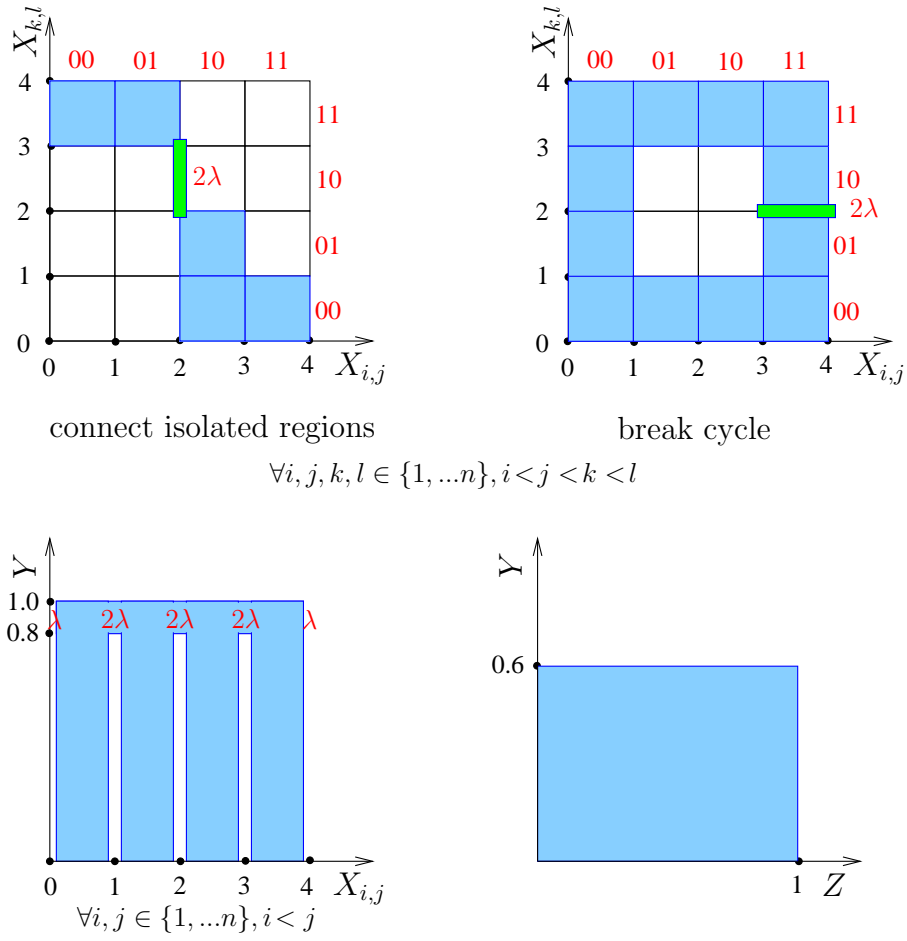 X_{k,l} X_{k,l}
00 01 10 11 00 01 10 11
4 4
11 11
3 3
2λ 10 10
2 2 2λ
01 01
1 1
00 00
0 0
0 1 2 3 4 X_{i,j} 0 1 2 3 4 X_{i,j}
connect isolated regions break cycle
∀i, j, k, l ∈ {1, ...n}, i < j < k < l
Y Y
1.0
λ 2λ 2λ 2λ λ
0.8
0.6
0 1 2 3 4 X_{i,j} 1 Z
∀i, j ∈ {1, ...n}, i < j